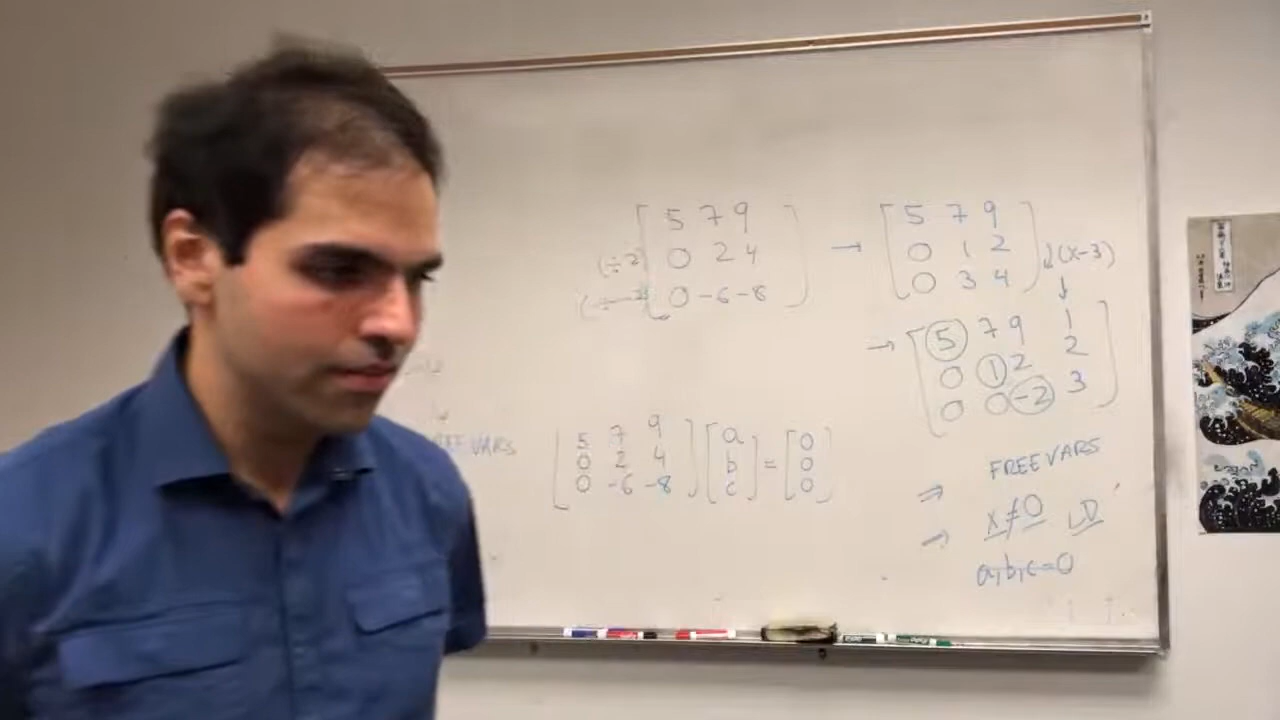 [ 5 7 9 ] → [ 5 7 9 ]
(÷2 [ 0 2 4 ] [ 0 1 2 ] ↓(x-3)
[ 0 -6 -8 ] [ 0 3 4 ]
→ [ 5 7 9 1 ]
[ 0 1 2 2 ]
[ 0 0 -2 3 ]
[ 5 7 9 ] [ a ] = [ 0 ]
[ 0 2 4 ] [ b ] [ 0 ]
[ 0 -6 -8 ] [ c ] [ 0 ]
VARS
⇒ FREEVARS
⇒ x≠0 LD
a,b,c=0